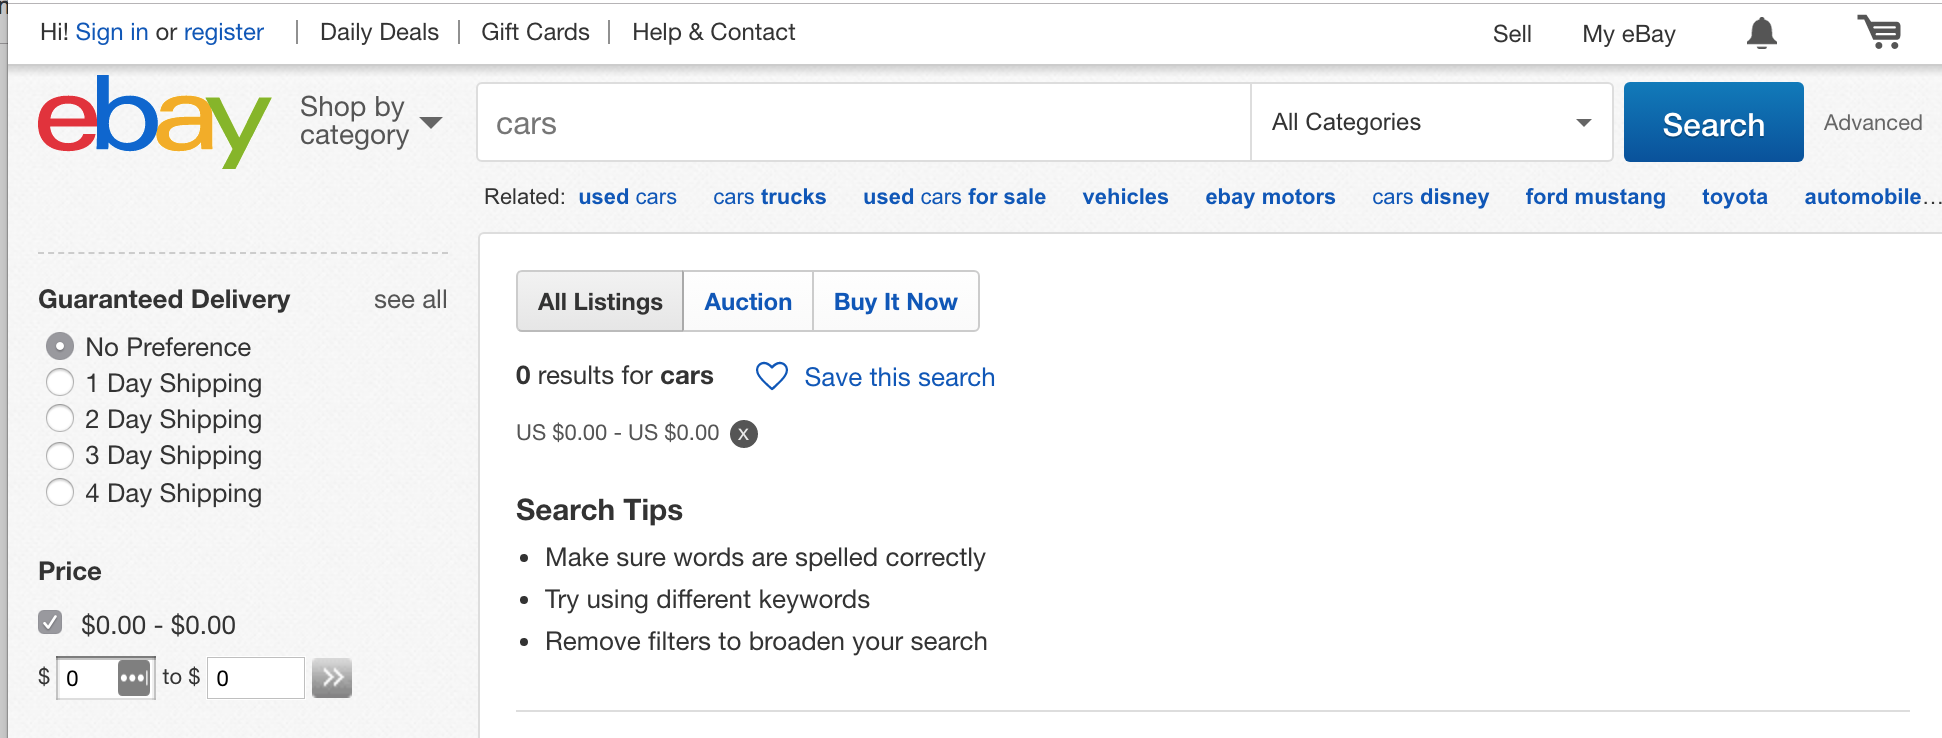 Hi! Sign in or register | Daily Deals | Gift Cards | Help & Contact Sell My eBay
ebay Shop by category cars All Categories Search Advanced
Related: used cars cars trucks used cars for sale vehicles ebay motors cars disney ford mustang toyota automobile...
Guaranteed Delivery see all
No Preference
1 Day Shipping
2 Day Shipping
3 Day Shipping
4 Day Shipping
Price
$0.00 - $0.00
$ 0 to $ 0
All Listings Auction Buy It Now
0 results for cars Save this search
US $0.00 - US $0.00 x
Search Tips
• Make sure words are spelled correctly
• Try using different keywords
• Remove filters to broaden your search